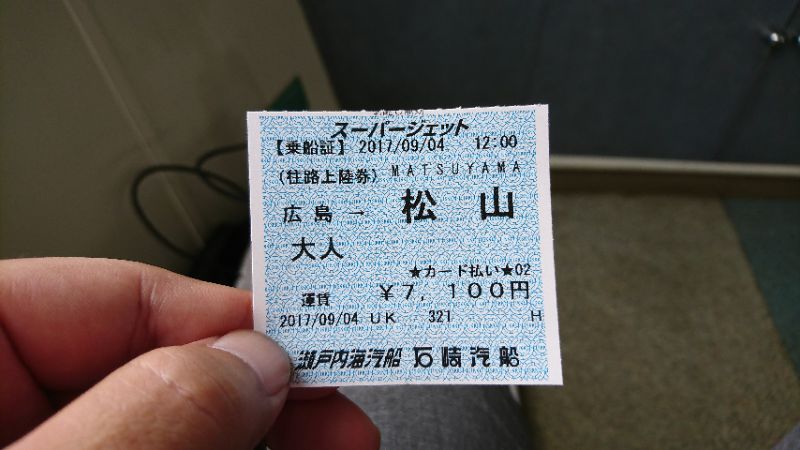 スーパージェット
【乗船証】 2017/09/04 12:00
(往路上陸券) MATSUYAMA
広島 → 松山
大人
★カード払い★02
運賃 ¥7,100円
2017/09/04 UK 321 H
瀬戸内海汽船 石崎汽船